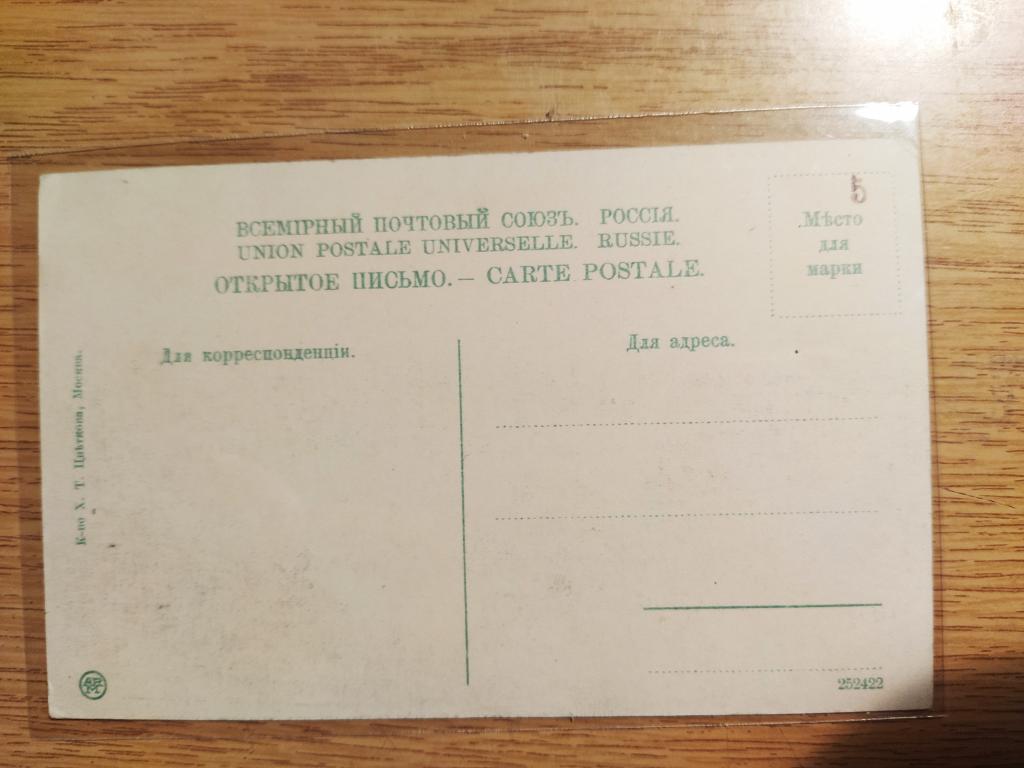 ВСЕМІРНЫЙ ПОЧТОВЫЙ СОЮЗЪ. РОССІЯ.
UNION POSTALE UNIVERSELLE. RUSSIE.
ОТКРЫТОЕ ПИСЬМО. — CARTE POSTALE.
5
Мѣсто
для
марки
Для корреспонденціи.
Для адреса.
К-во Х. Т. Цвѣткова, Москва.
252422